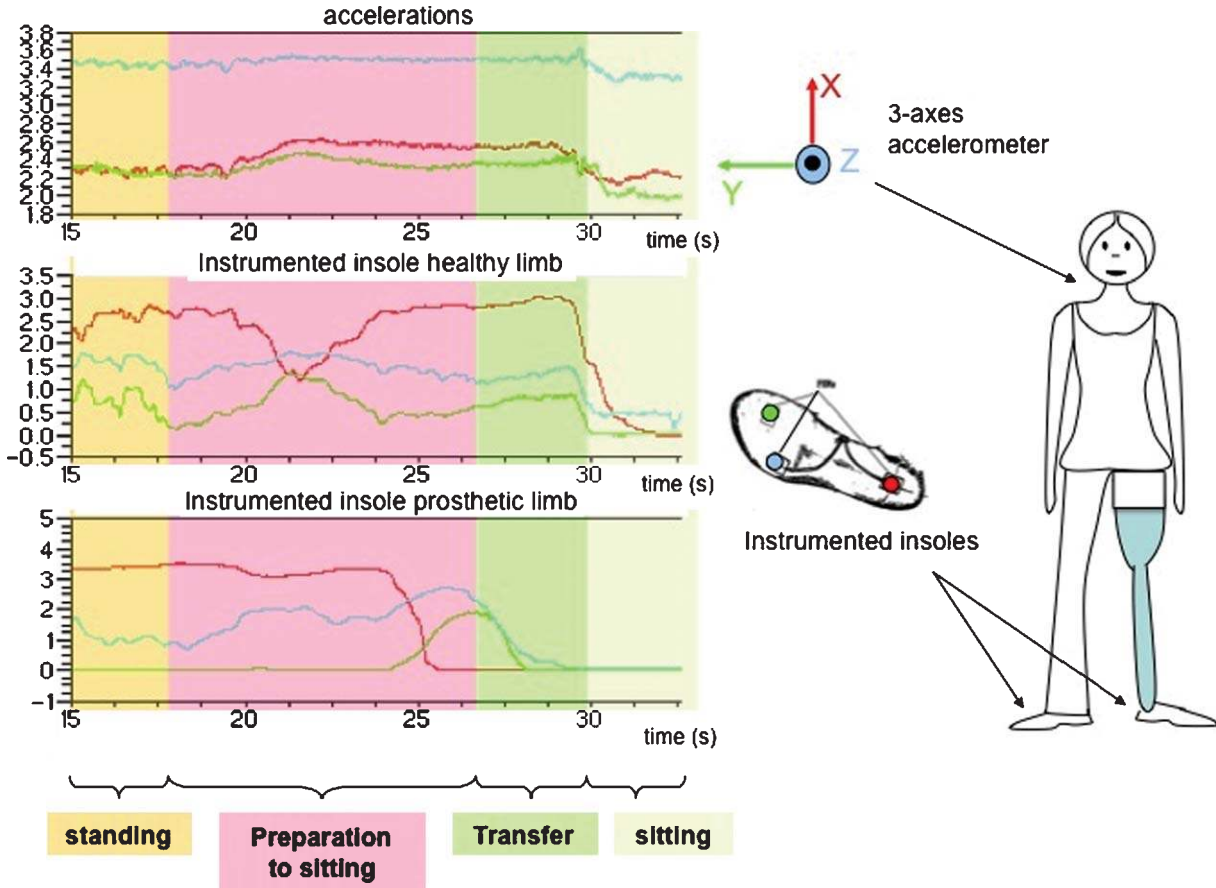 accelerations
3.8
3.6
3.4
3.2
3.0
2.8
2.6
2.4
2.2
2.0
1.8
15 20 25 30
time (s)
X
Y
Z
3-axes
accelerometer
Instrumented insole healthy limb
3.5
3.0
2.5
2.0
1.5
1.0
0.5
0.0
-0.5
15 20 25 30
time (s)
Instrumented insoles
Instrumented insole prosthetic limb
5
4
3
2
1
0
-1
15 20 25 30
time (s)
standing
Preparation
to sitting
Transfer
sitting